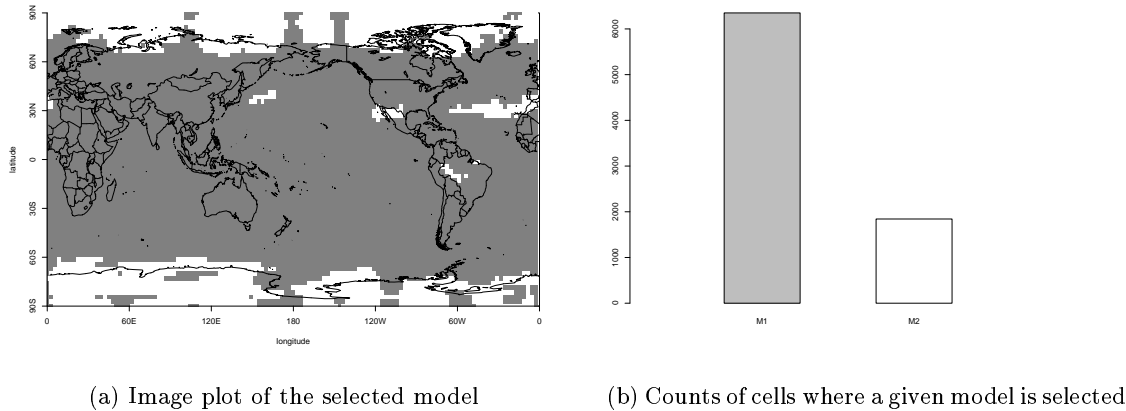 90N
60N
30N
0
30S
60S
90S
latitude
0 60E 120E 180 120W 60W 0
longitude
(a) Image plot of the selected model
6000
5000
4000
3000
2000
1000
0
M1 M2
(b) Counts of cells where a given model is selected